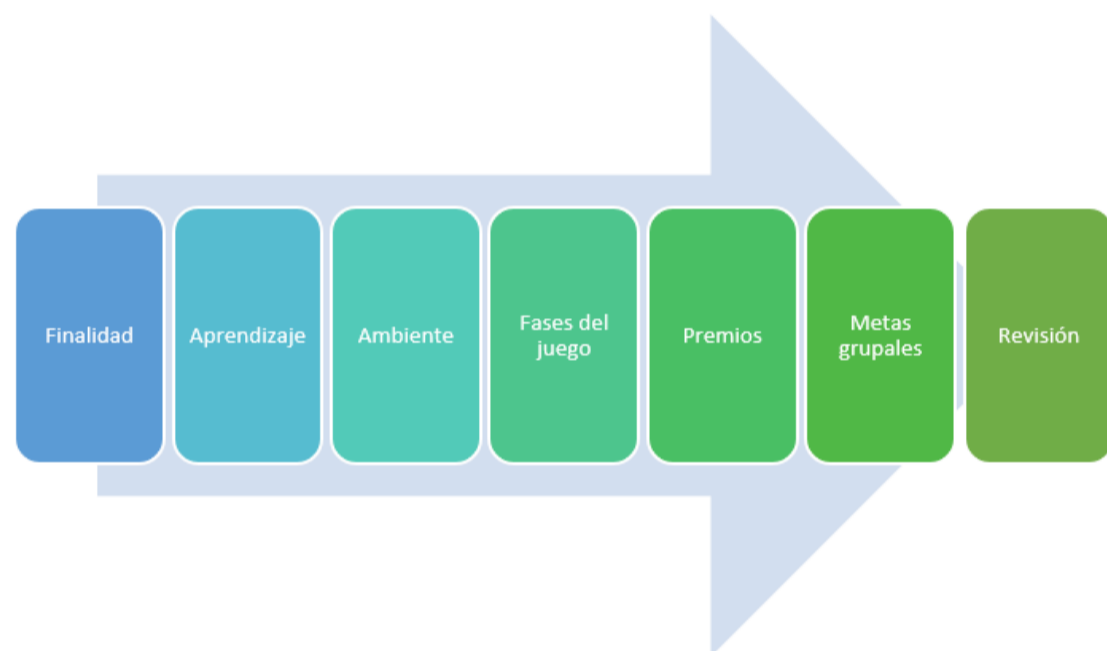 Finalidad
Aprendizaje
Ambiente
Fases del
juego
Premios
Metas
grupales
Revisión